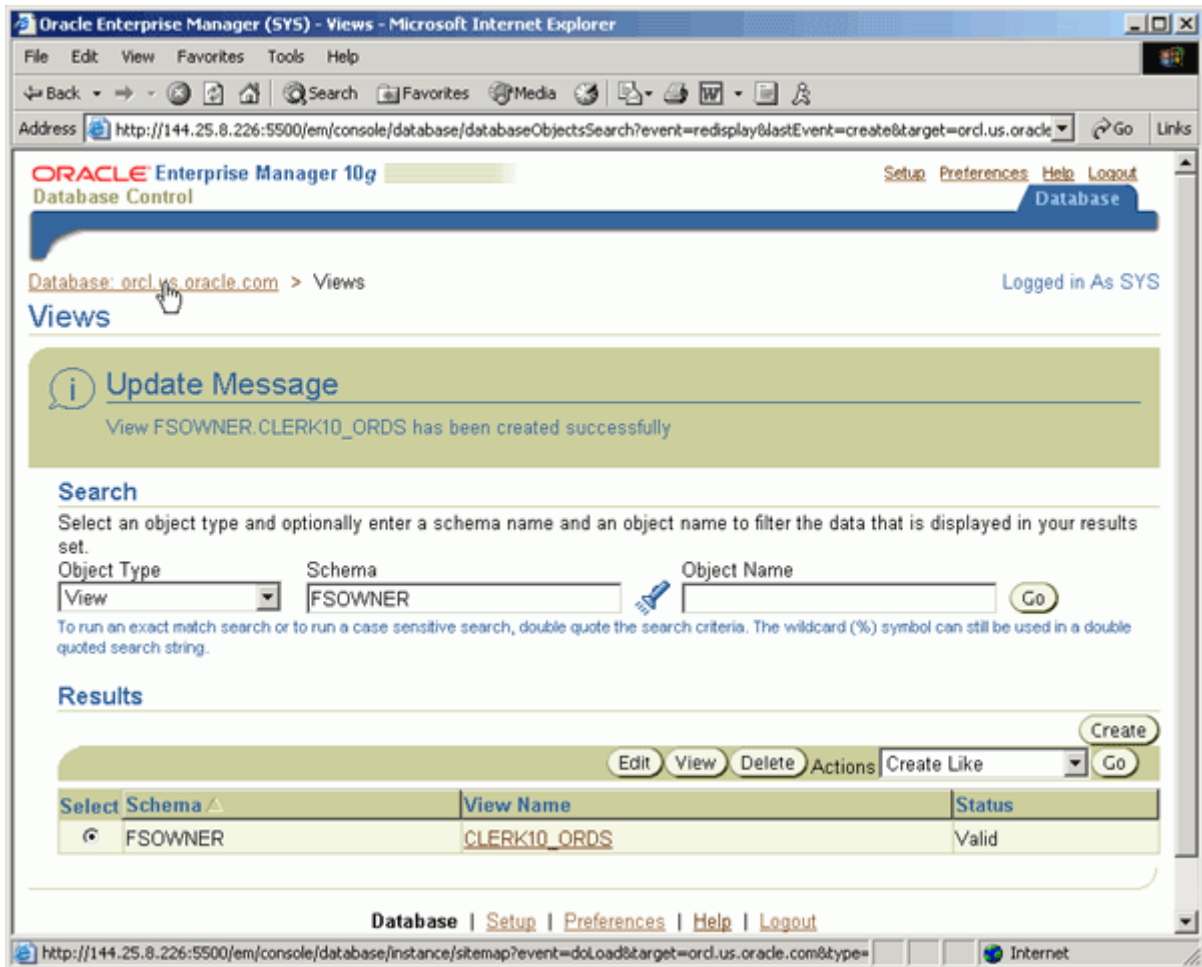 Oracle Enterprise Manager (SYS) - Views - Microsoft Internet Explorer
File Edit View Favorites Tools Help
Back Search Favorites Media
Address http://144.25.8.226:5500/em/console/database/databaseObjectsSearch?event=redisplay&lastEvent=create&target=orcl.us.oracle Go Links
ORACLE Enterprise Manager 10g
Database Control
Setup Preferences Help Logout
Database
Database: orcl.us.oracle.com > Views
Logged in As SYS
Views
i Update Message
View FSOWNER.CLERK10_ORDS has been created successfully
Search
Select an object type and optionally enter a schema name and an object name to filter the data that is displayed in your results
set.
Object Type Schema Object Name
View FSOWNER Go
To run an exact match search or to run a case sensitive search, double quote the search criteria. The wildcard (%) symbol can still be used in a double
quoted search string.
Results
Create
Edit View Delete Actions Create Like Go
Select Schema View Name Status
FSOWNER CLERK10_ORDS Valid
Database | Setup | Preferences | Help | Logout
http://144.25.8.226:5500/em/console/database/instance/sitemap?event=doLoad&target=orcl.us.oracle.com&type= Internet